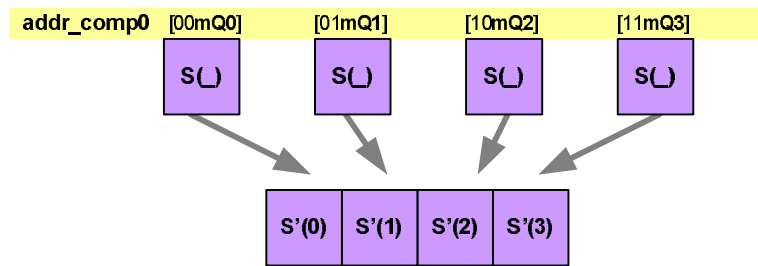 addr_comp0 [00mQ0] [01mQ1] [10mQ2] [11mQ3]
S(_) S(_) S(_) S(_)
S’(0) S’(1) S’(2) S’(3)